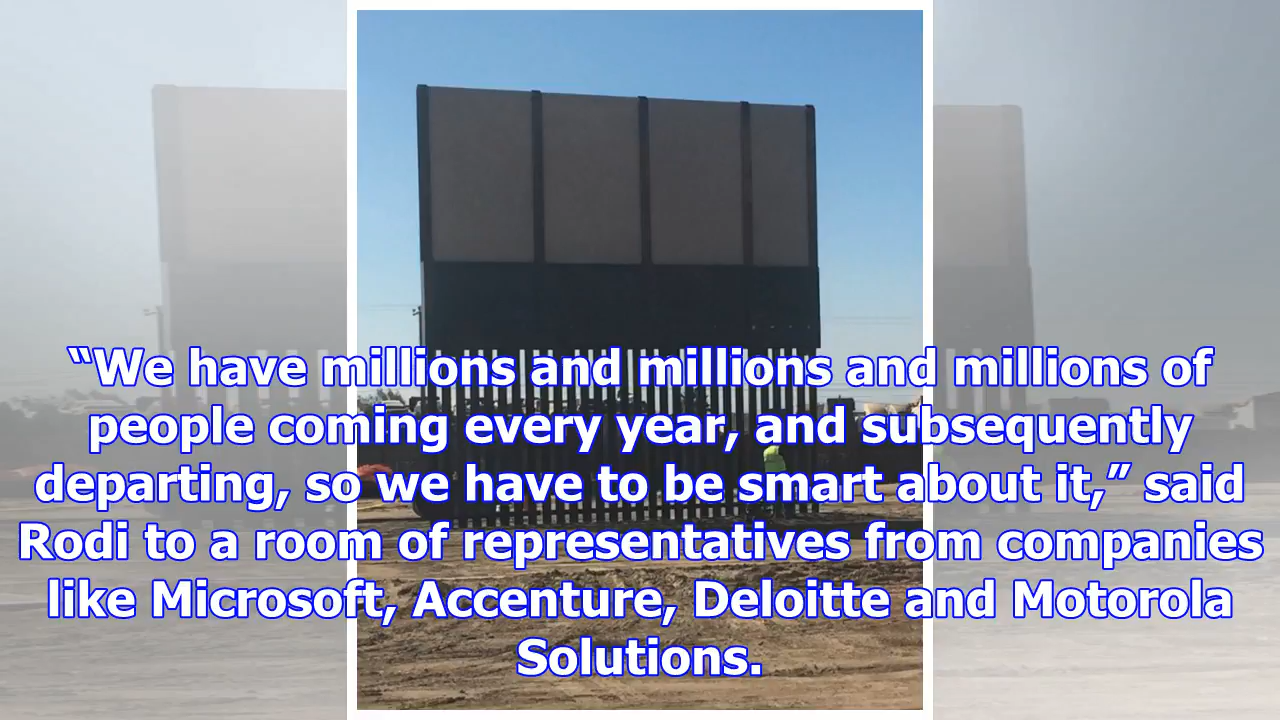 “We have millions and millions and millions of
people coming every year, and subsequently
departing, so we have to be smart about it,” said
Rodi to a room of representatives from companies
like Microsoft, Accenture, Deloitte and Motorola
Solutions.